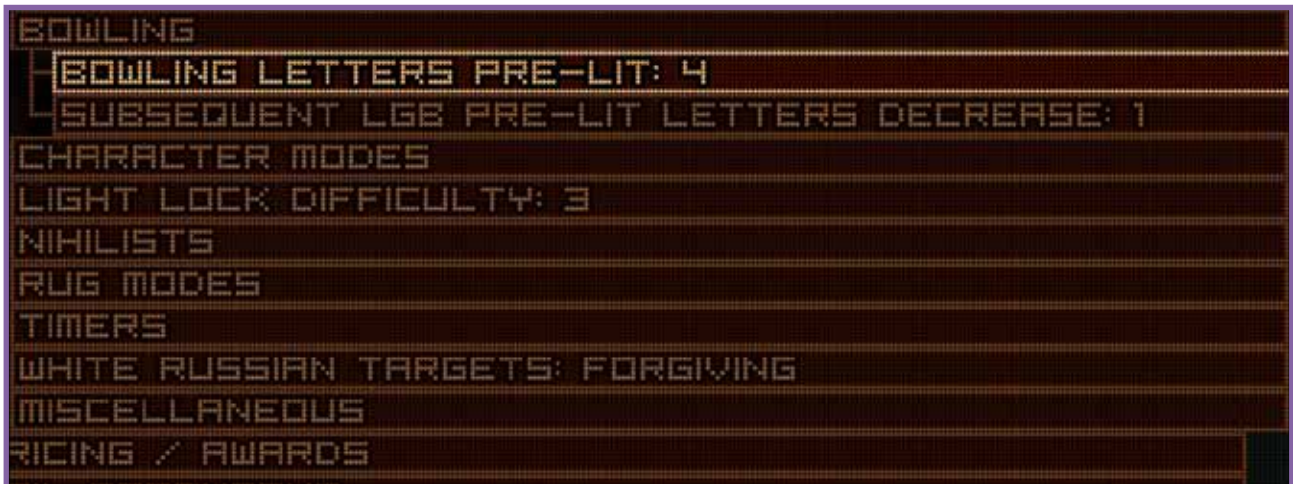 BOWLING
BOWLING LETTERS PRE-LIT: 4
SUBSEQUENT LGB PRE-LIT LETTERS DECREASE: 1
CHARACTER MODES
LIGHT LOCK DIFFICULTY: 3
NIHILISTS
RUG MODES
TIMERS
WHITE RUSSIAN TARGETS: FORGIVING
MISCELLANEOUS
RICING / AWARDS